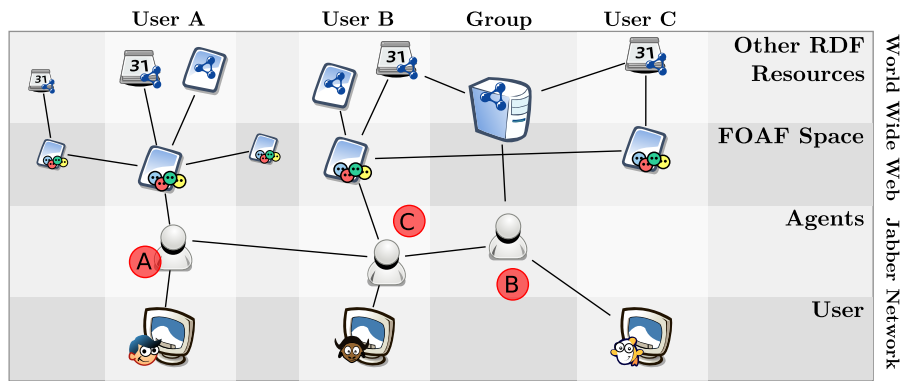 User A
User B
Group
User C
Other RDF
Resources
31
31
31
31
FOAF Space
World Wide Web
Agents
C
A
B
Jabber Network
User